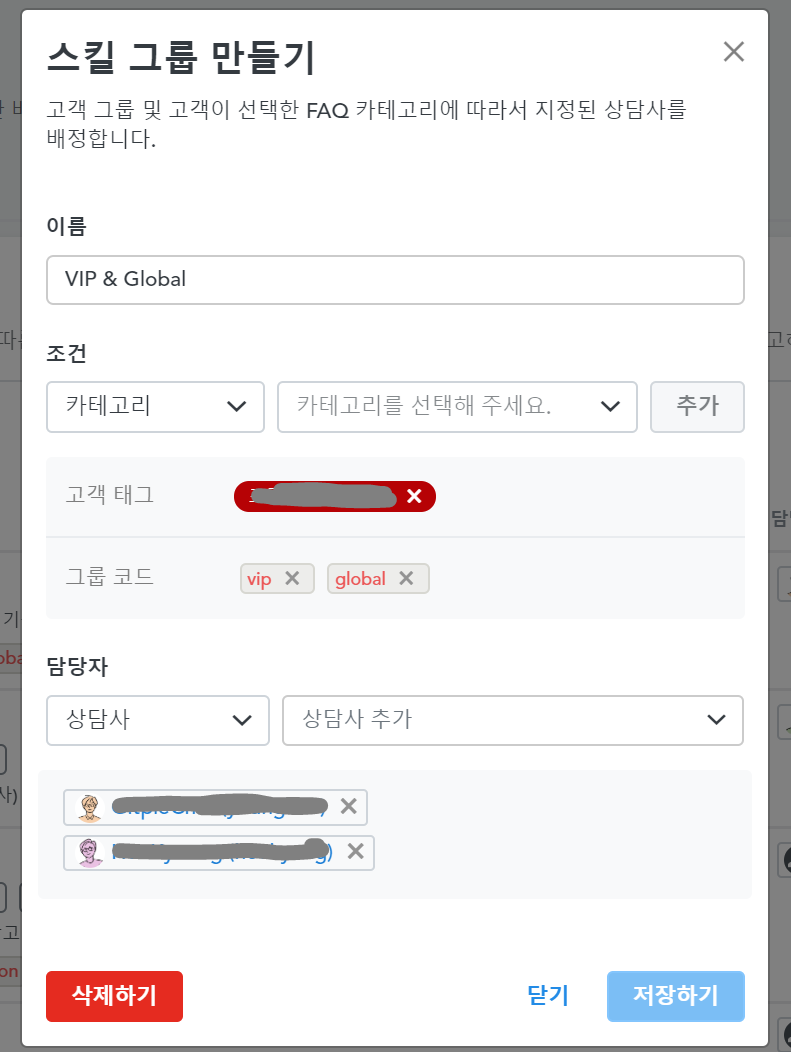 스킬 그룹 만들기
고객 그룹 및 고객이 선택한 FAQ 카테고리에 따라서 지정된 상담사를
배정합니다.
이름
VIP & Global
조건
카테고리 카테고리를 선택해 주세요. 추가
고객 태그
그룹 코드 vip global
담당자
상담사 상담사 추가
삭제하기 닫기 저장하기